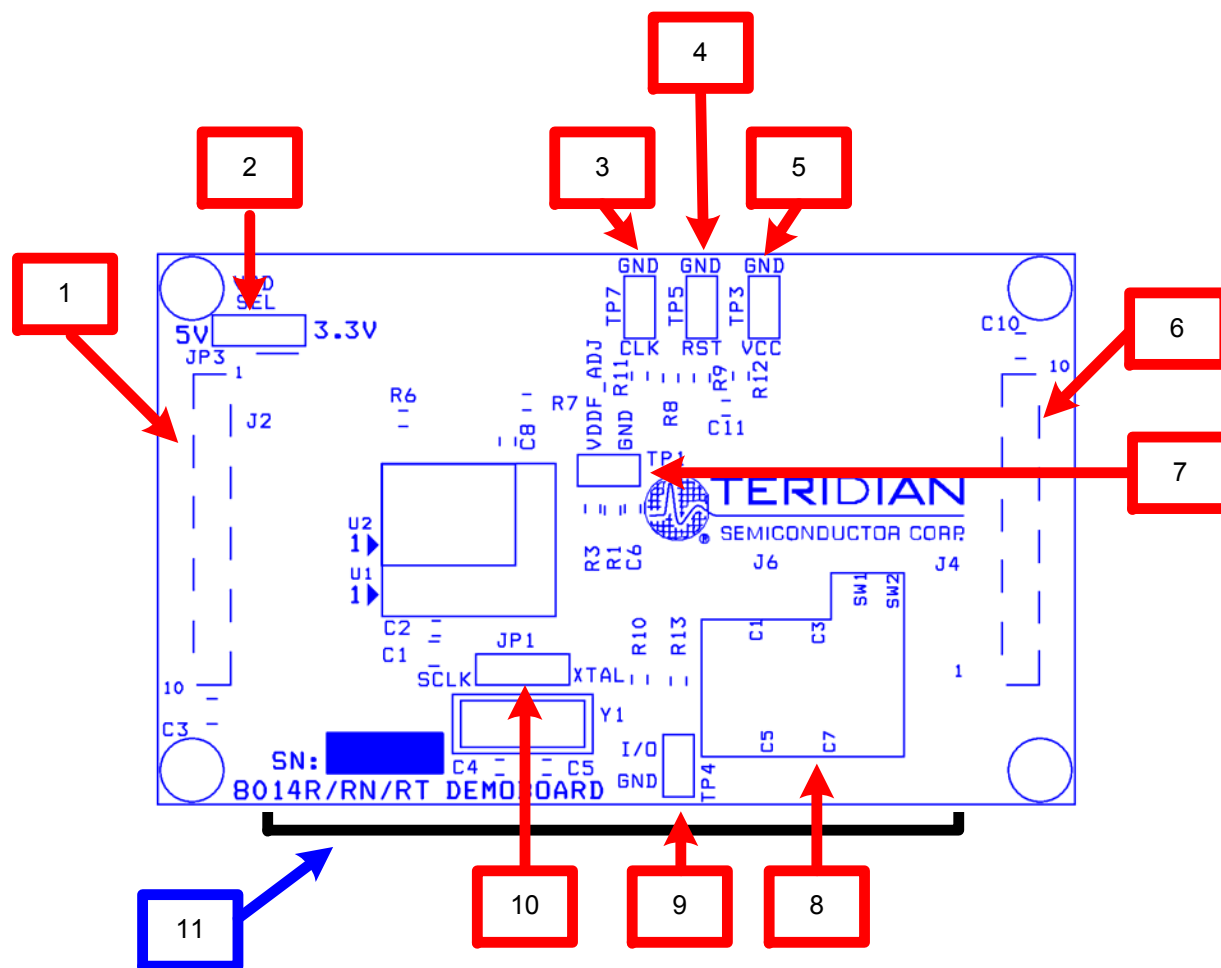 4
2
3
5
1
6
7
VDD
SEL
5V
3.3V
JP3
GND
GND
GND
TP7
TP5
TP3
CLK
RST
VCC
C10
10
1
J2
R6
R7
C8
VDDF_ADJ
GND
R11
R8
R9
R12
C11
TP1
TERIDIAN
®
SEMICONDUCTOR CORP.
U2
1
U1
1
R3
R1
C6
J6
J4
SW1
SW2
C2
C1
JP1
SCLK
XTAL
R10
R13
C1
C3
1
10
C3
Y1
C5
C7
I/O
GND
TP4
SN:
C4
C5
8014R/RN/RT DEMOBOARD
11
10
9
8